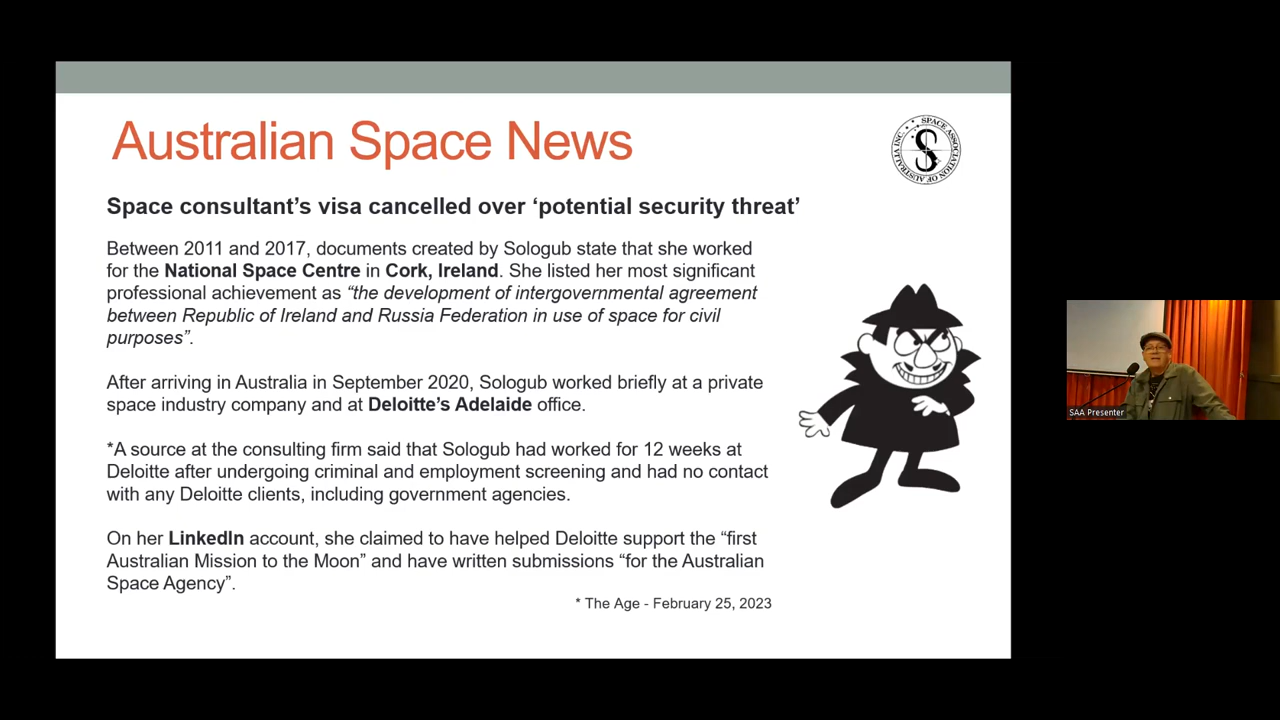 Australian Space News
SPACE ASSOCIATION OF AUSTRALIA INC.
Space consultant’s visa cancelled over ‘potential security threat’
Between 2011 and 2017, documents created by Sologub state that she worked
for the National Space Centre in Cork, Ireland. She listed her most significant
professional achievement as “the development of intergovernmental agreement
between Republic of Ireland and Russia Federation in use of space for civil
purposes”.
After arriving in Australia in September 2020, Sologub worked briefly at a private
space industry company and at Deloitte’s Adelaide office.
*A source at the consulting firm said that Sologub had worked for 12 weeks at
Deloitte after undergoing criminal and employment screening and had no contact
with any Deloitte clients, including government agencies.
On her LinkedIn account, she claimed to have helped Deloitte support the “first
Australian Mission to the Moon” and have written submissions “for the Australian
Space Agency”.
* The Age - February 25, 2023
SAA Presenter